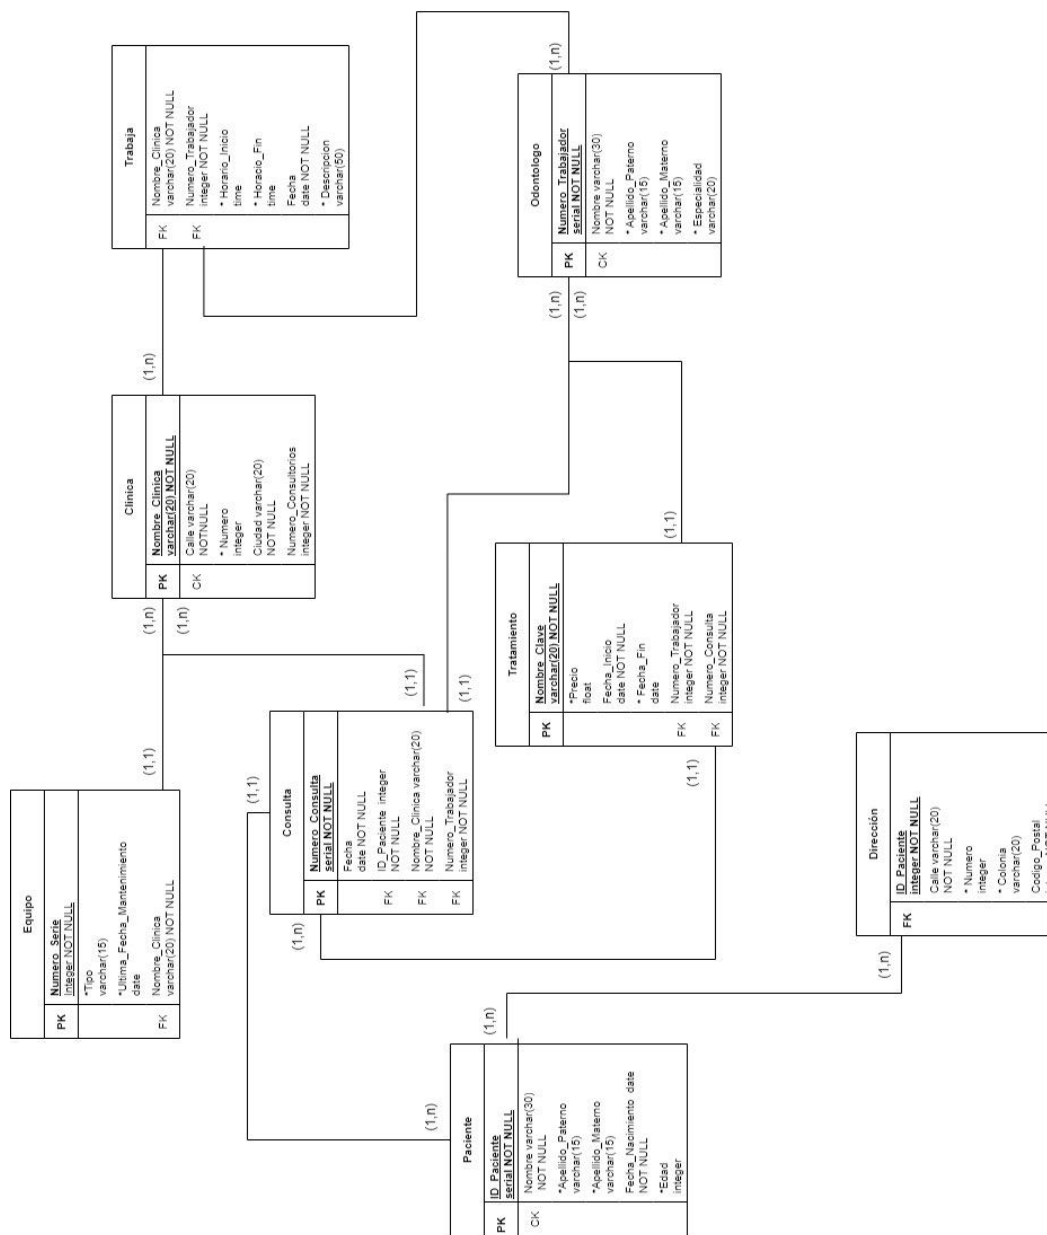 Equipo
PK
Numero_Serie
integer NOT NULL
*Tipo
varchar(15)
*Ultima_Fecha_Mantenimiento
date
FK
Nombre_Clinica
varchar(20) NOT NULL
(1,1)
(1,n)
(1,n)
Clinica
PK
Nombre_Clinica
varchar(20) NOT NULL
CK
Calle varchar(20)
NOTNULL
* Numero
integer
Ciudad varchar(20)
NOT NULL
Numero_Consultorios
integer NOT NULL
(1,n)
Trabaja
FK
Nombre_Clinica
varchar(20) NOT NULL
FK
Numero_Trabajador
integer NOT NULL
* Horario_Inicio
time
* Horacio_Fin
time
Fecha
date NOT NULL
* Descripcion
varchar(50)
(1,1)
(1,1)
(1,1)
Consulta
PK
Numero_Consulta
serial NOT NULL
Fecha
date NOT NULL
FK
ID_Paciente integer
NOT NULL
FK
Nombre_Clinica varchar(20)
NOT NULL
FK
Numero_Trabajador
integer NOT NULL
(1,n)
(1,n)
Paciente
PK
ID_Paciente
serial NOT NULL
CK
Nombre varchar(30)
NOT NULL
*Apellido_Paterno
varchar(15)
*Apellido_Materno
varchar(15)
Fecha_Nacimiento date
NOT NULL
*Edad
integer
(1,n)
(1,1)
Tratamiento
PK
Nombre_Clave
varchar(20) NOT NULL
*Precio
float
Fecha_Inicio
date NOT NULL
* Fecha_Fin
date
FK
Numero_Trabajador
integer NOT NULL
FK
Numero_Consulta
integer NOT NULL
(1,1)
(1,n)
(1,n)
Odontologo
PK
Numero_Trabajador
serial NOT NULL
CK
Nombre varchar(30)
NOT NULL
* Apellido_Paterno
varchar(15)
* Apellido_Materno
varchar(15)
* Especialidad
varchar(20)
(1,n)
(1,n)
Dirección
FK
ID_Paciente
integer NOT NULL
Calle varchar(20)
NOT NULL
* Numero
integer
* Colonia
varchar(20)
Codigo_Postal